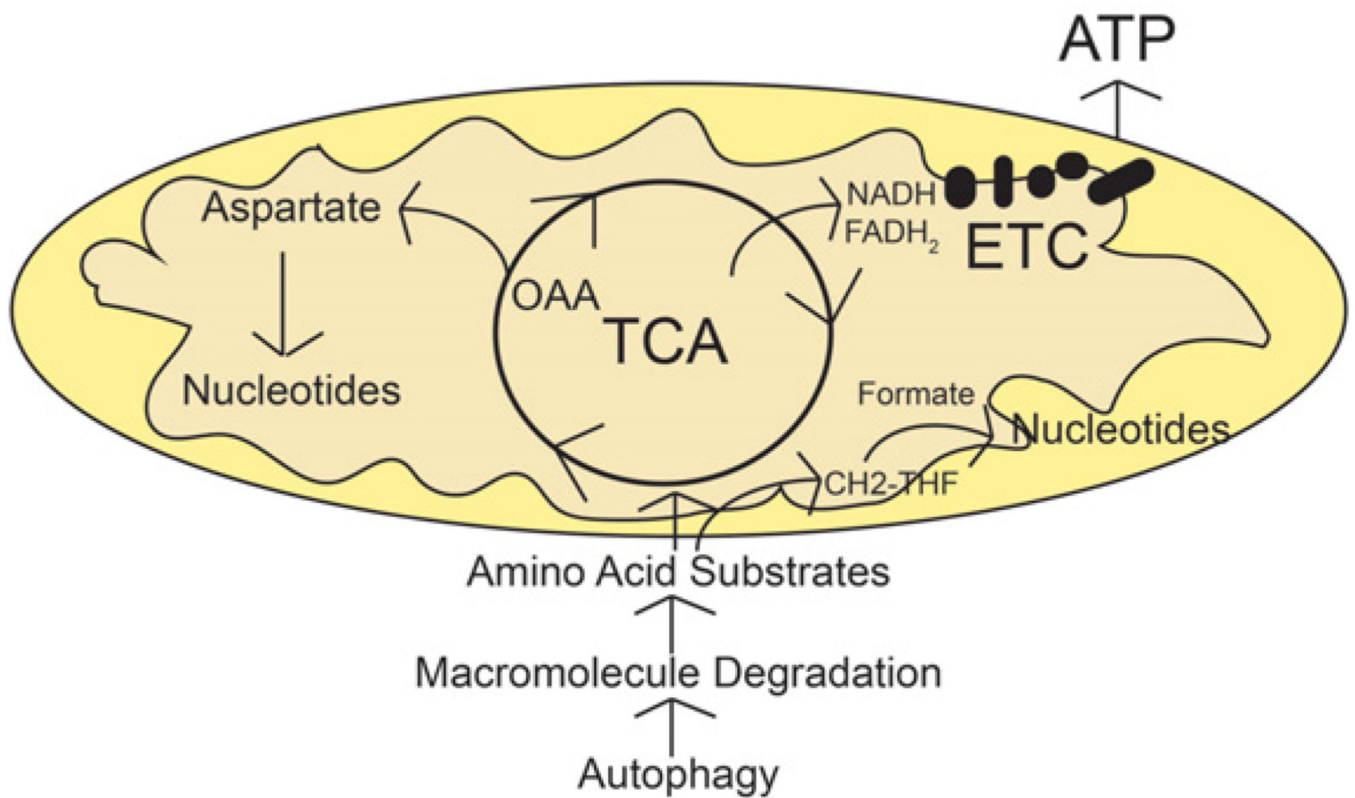 ATP
Aspartate
NADH
FADH₂
ETC
OAA
TCA
Nucleotides
Formate
Nucleotides
CH2-THF
Amino Acid Substrates
Macromolecule Degradation
Autophagy